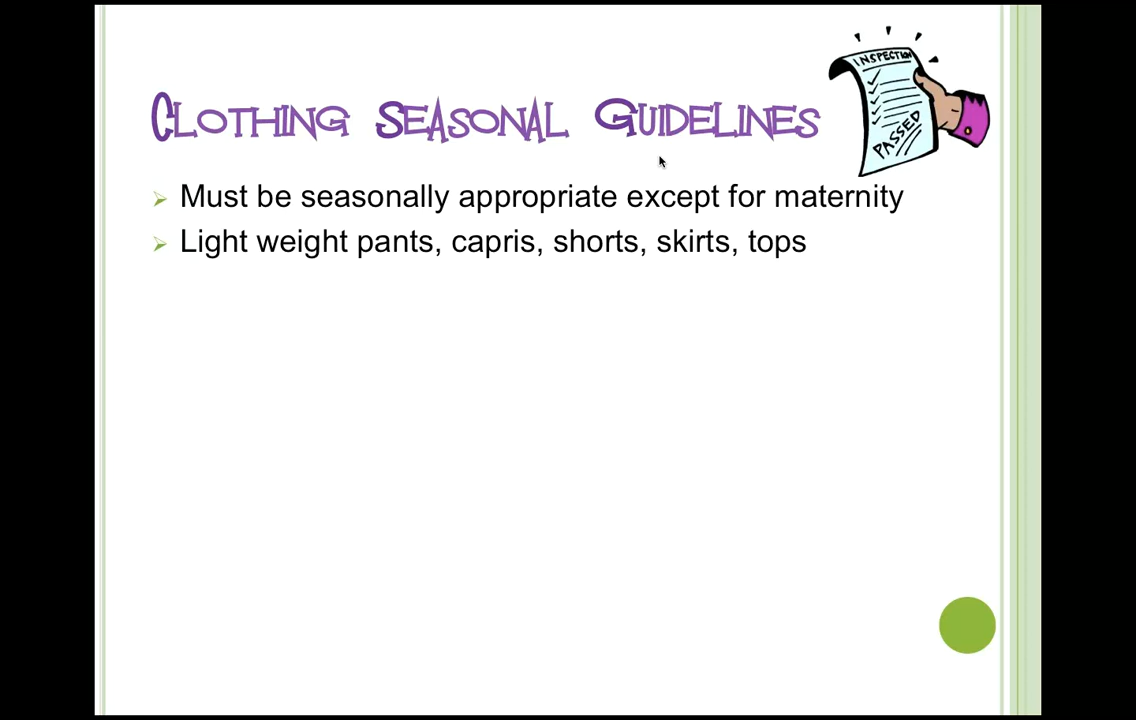 INSPECTION
CLOTHING SEASONAL GUIDELINES
PASSED
Must be seasonally appropriate except for maternity
Light weight pants, capris, shorts, skirts, tops